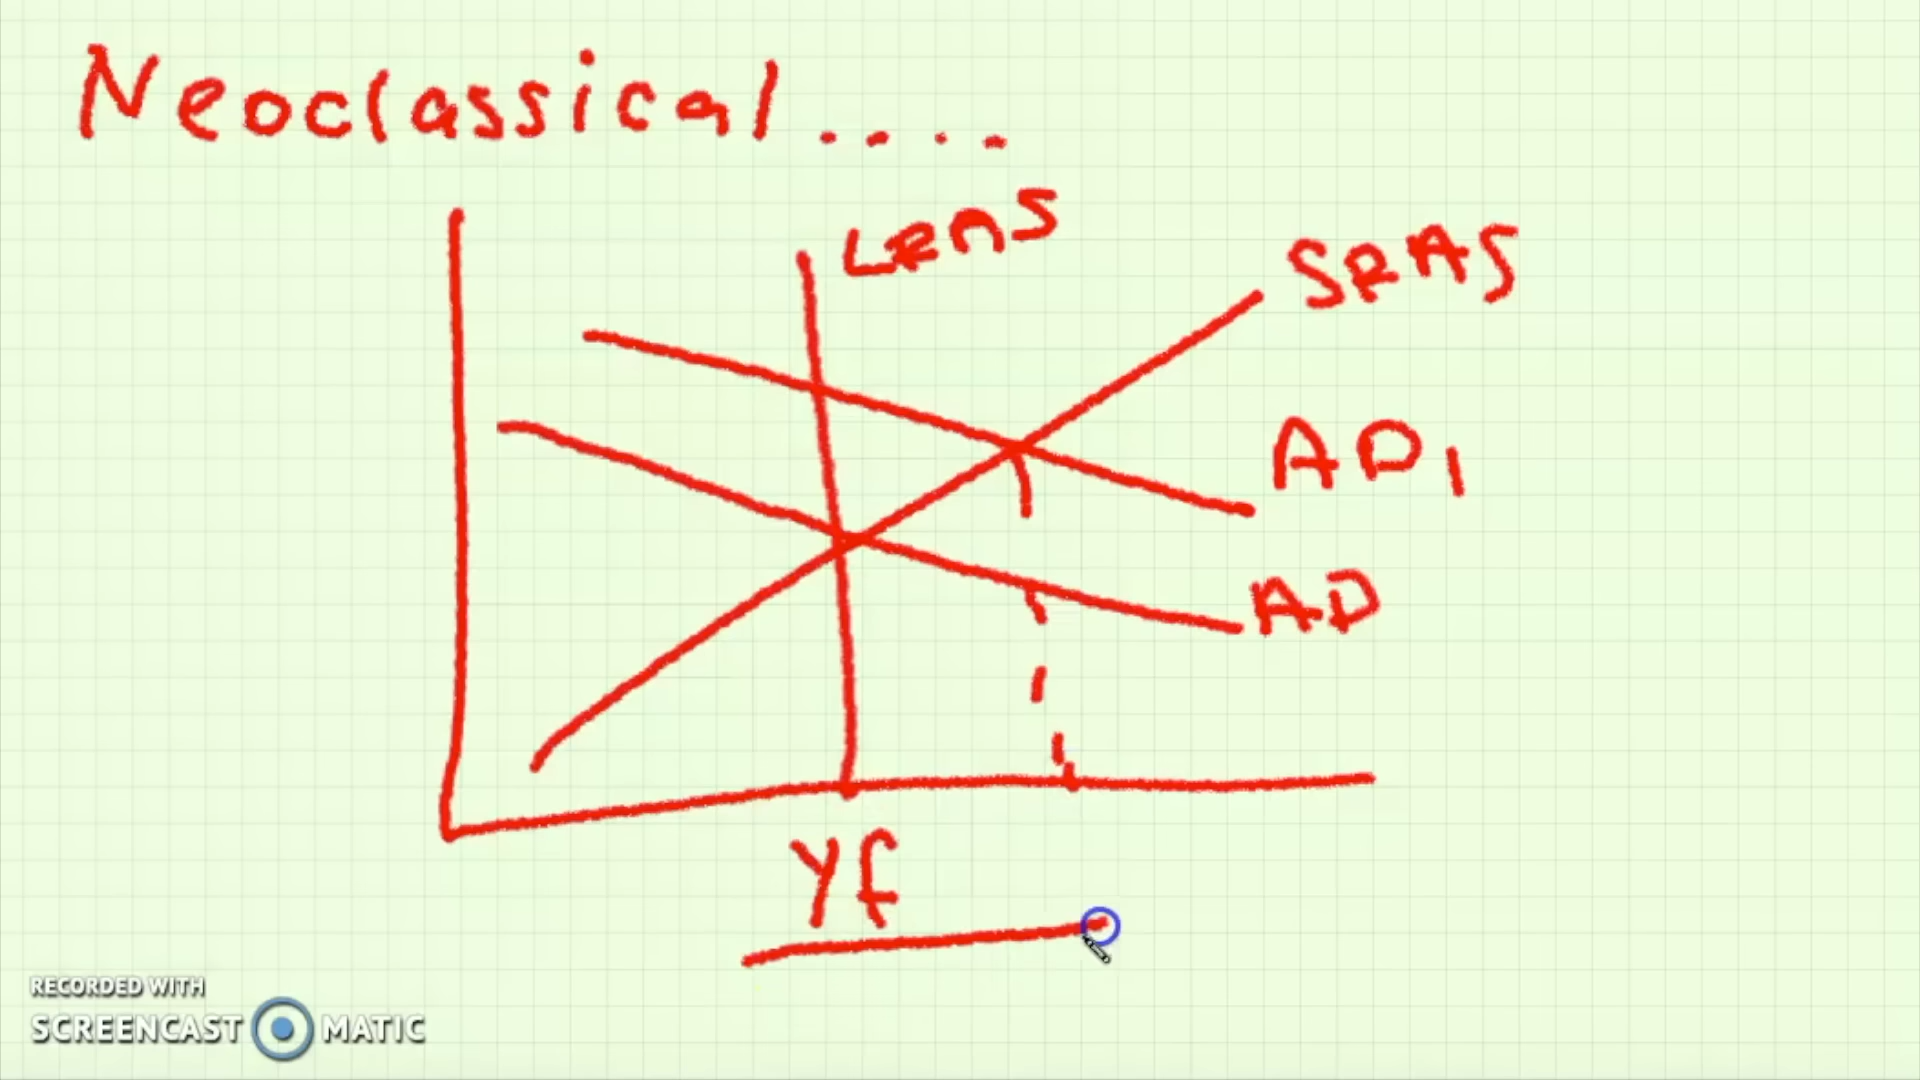 Neoclassical....
LRAS
SRAS
AD1
AD
Yf
RECORDED WITH
SCREENCAST MATIC